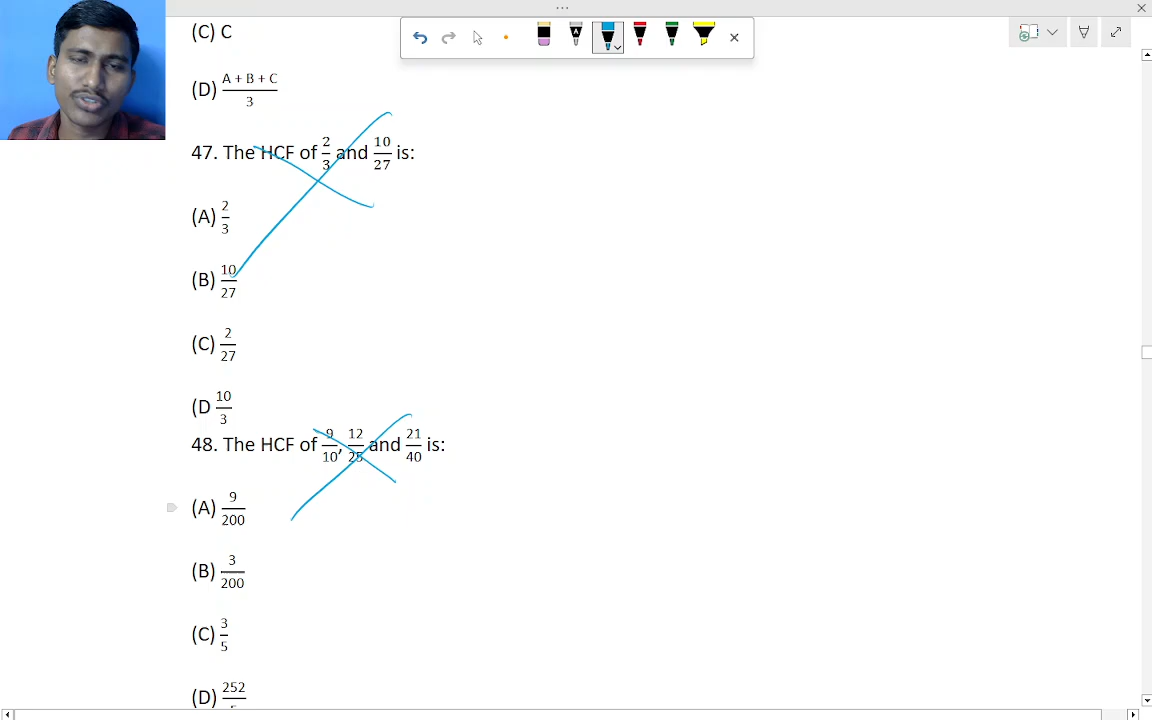 (C) C
(D) A + B + C / 3
47. The HCF of 2/3 and 10/27 is:
(A) 2/3
(B) 10/27
(C) 2/27
(D 10/3
48. The HCF of 9/10, 12/25 and 21/40 is:
(A) 9/200
(B) 3/200
(C) 3/5
(D) 252